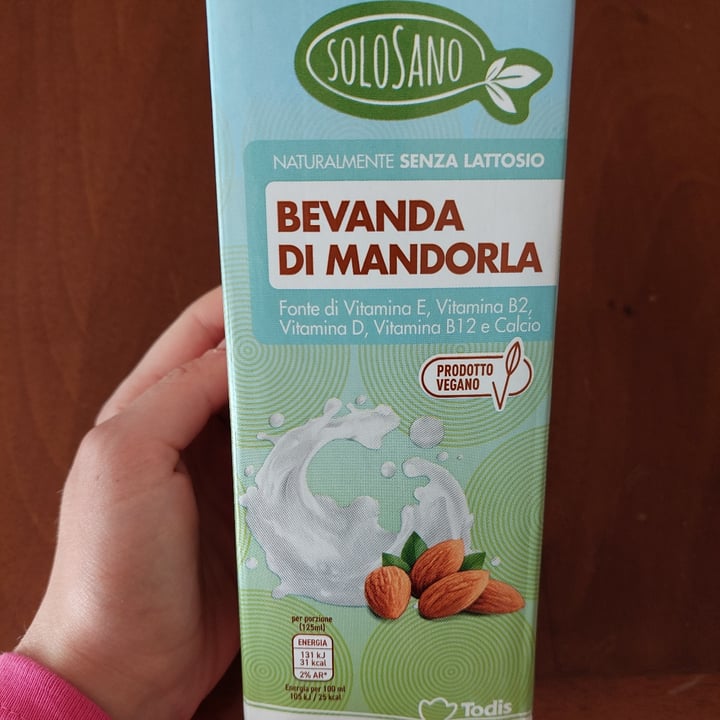 SOLOSANO
NATURALMENTE SENZA LATTOSIO
BEVANDA
DI MANDORLA
Fonte di Vitamina E, Vitamina B2,
Vitamina D, Vitamina B12 e Calcio
PRODOTTO
VEGANO
per porzione
(125ml)
ENERGIA
131 kJ
31 kcal
2% AR*
Energia per 100 ml
105 kJ / 25 kcal
Todis